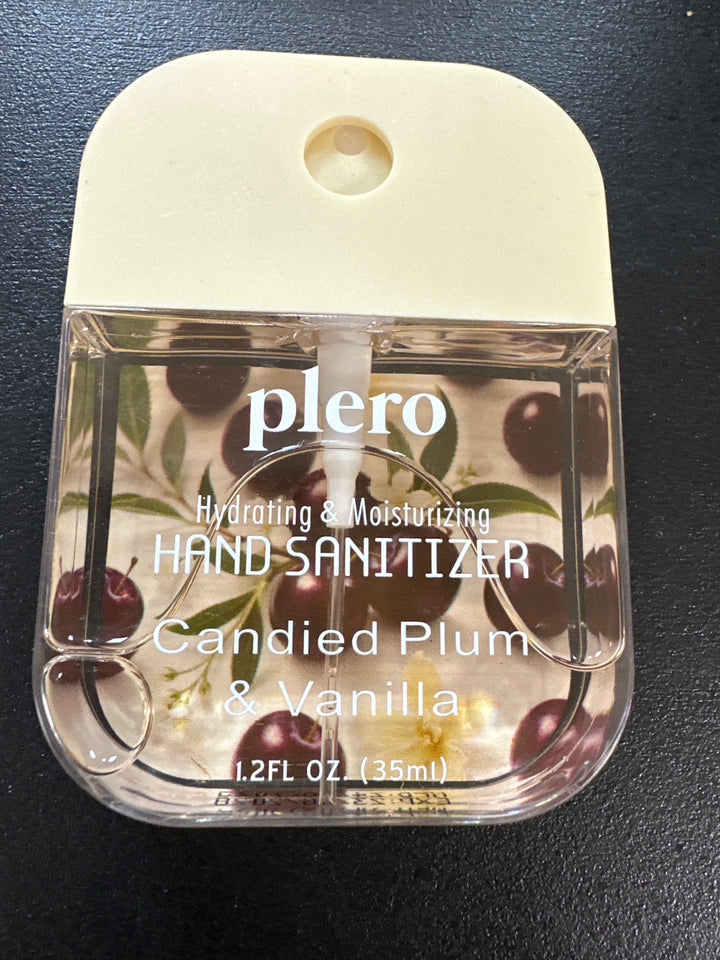 plero
Hydrating & Moisturizing
HAND SANITIZER
Candied Plum
& Vanilla
1.2FL OZ. (35ml)